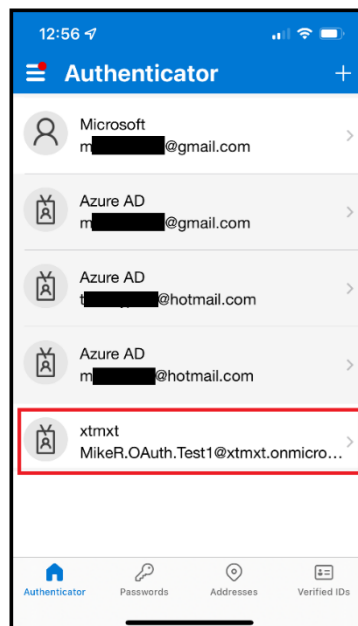 12:56
Authenticator
Microsoft
m @gmail.com
Azure AD
m @gmail.com
Azure AD
t @hotmail.com
Azure AD
m @hotmail.com
xtmxt
MikeR.OAuth.Test1@xtmxt.onmicro...
Authenticator Passwords Addresses Verified IDs